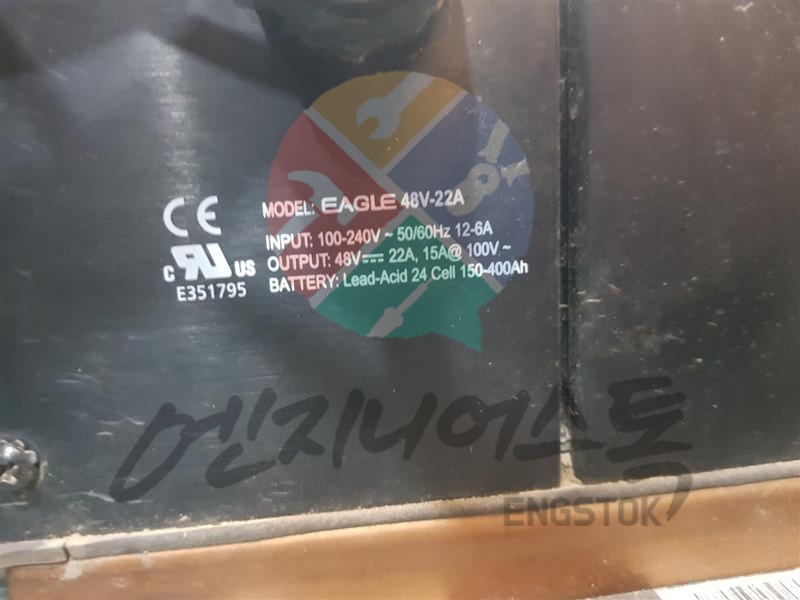 CE
MODEL: EAGLE 48V-22A
INPUT: 100-240V ~ 50/60Hz 12-6A
OUTPUT: 48V⎓ 22A, 15A@ 100V ~
BATTERY: Lead-Acid 24 Cell 150-400Ah
C UR US
E351795
엔지니어스톡
ENGSTOK